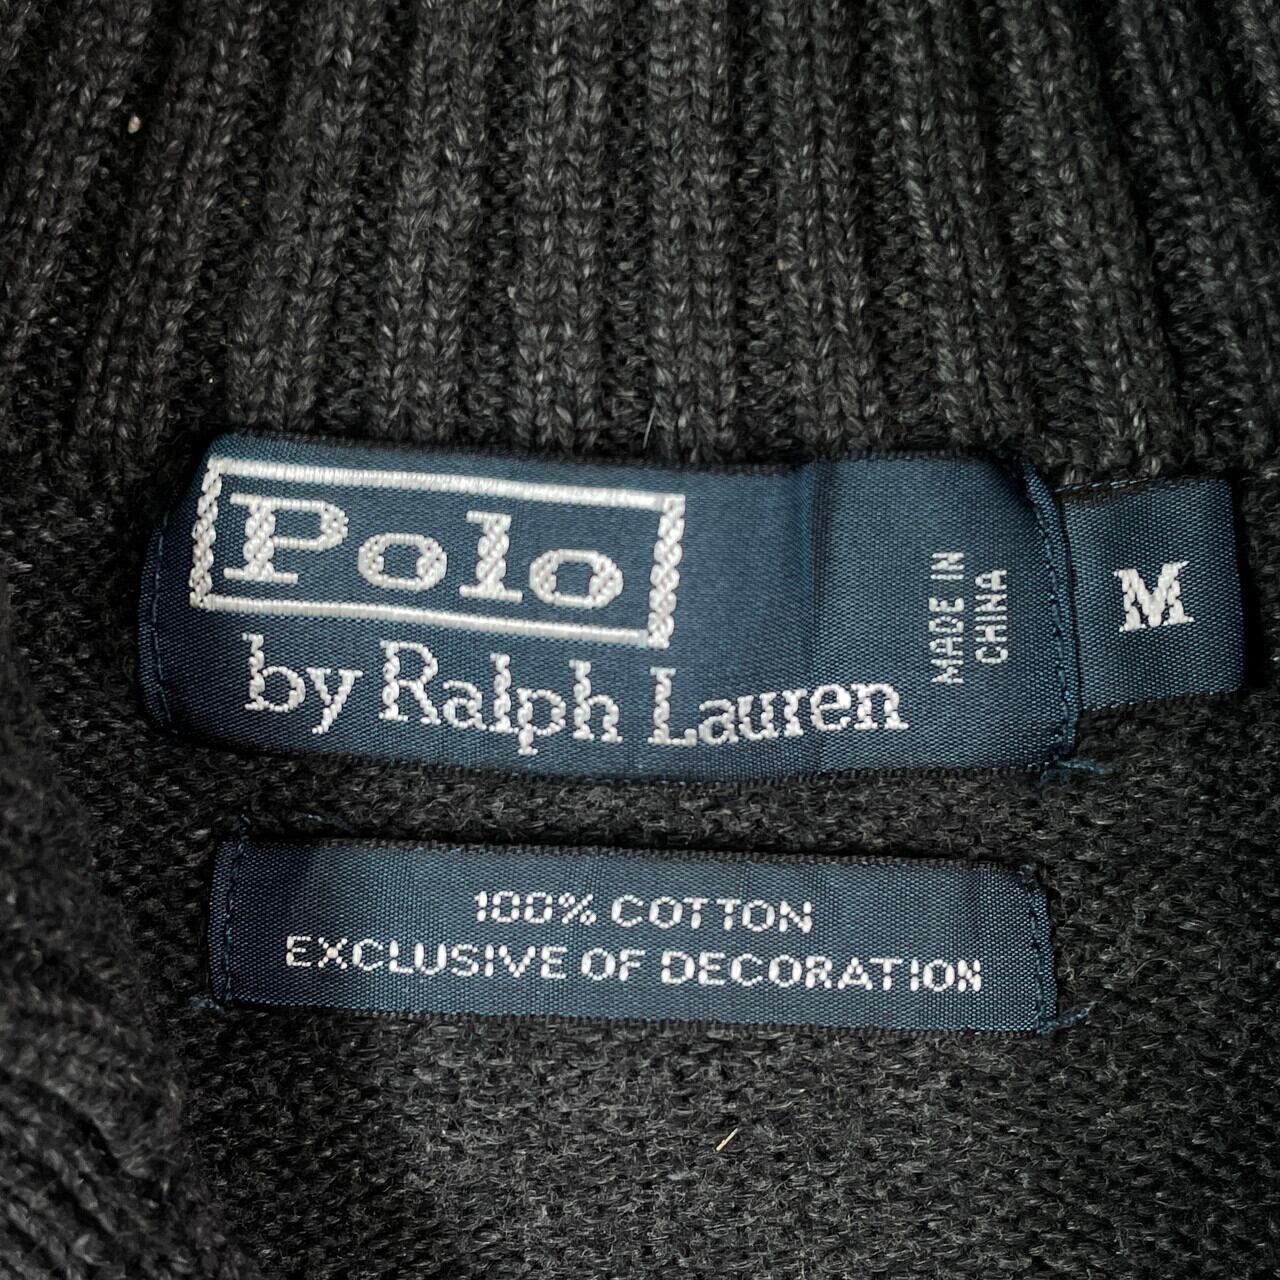 Polo
by Ralph Lauren
MADE IN
CHINA
M
100% COTTON
EXCLUSIVE OF DECORATION